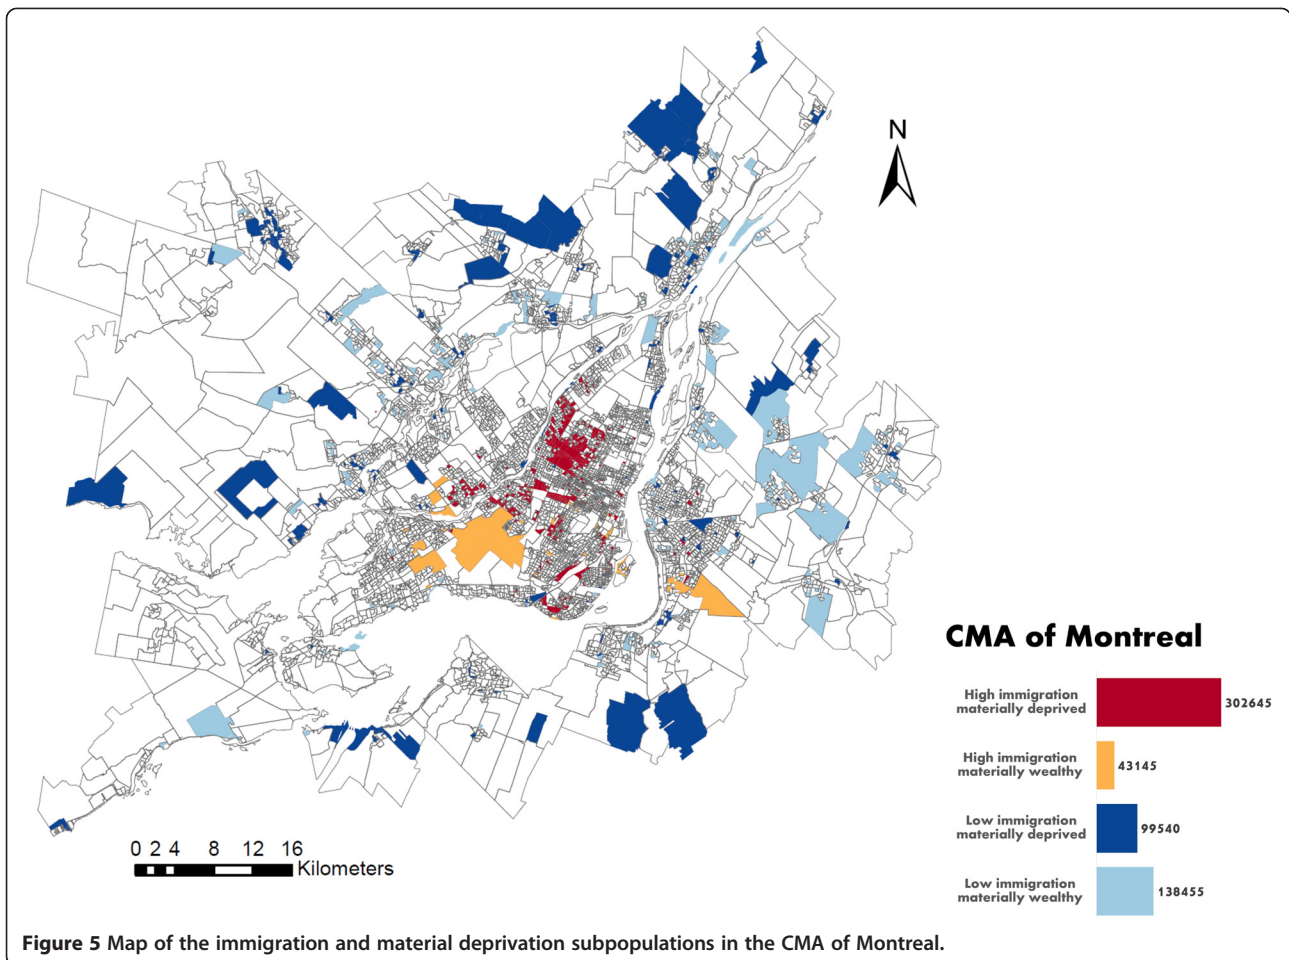 N
CMA of Montreal
High immigration
materially deprived
302645
High immigration
materially wealthy
43145
Low immigration
materially deprived
99540
Low immigration
materially wealthy
138455
0 2 4 8 12 16
Kilometers
Figure 5 Map of the immigration and material deprivation subpopulations in the CMA of Montreal.